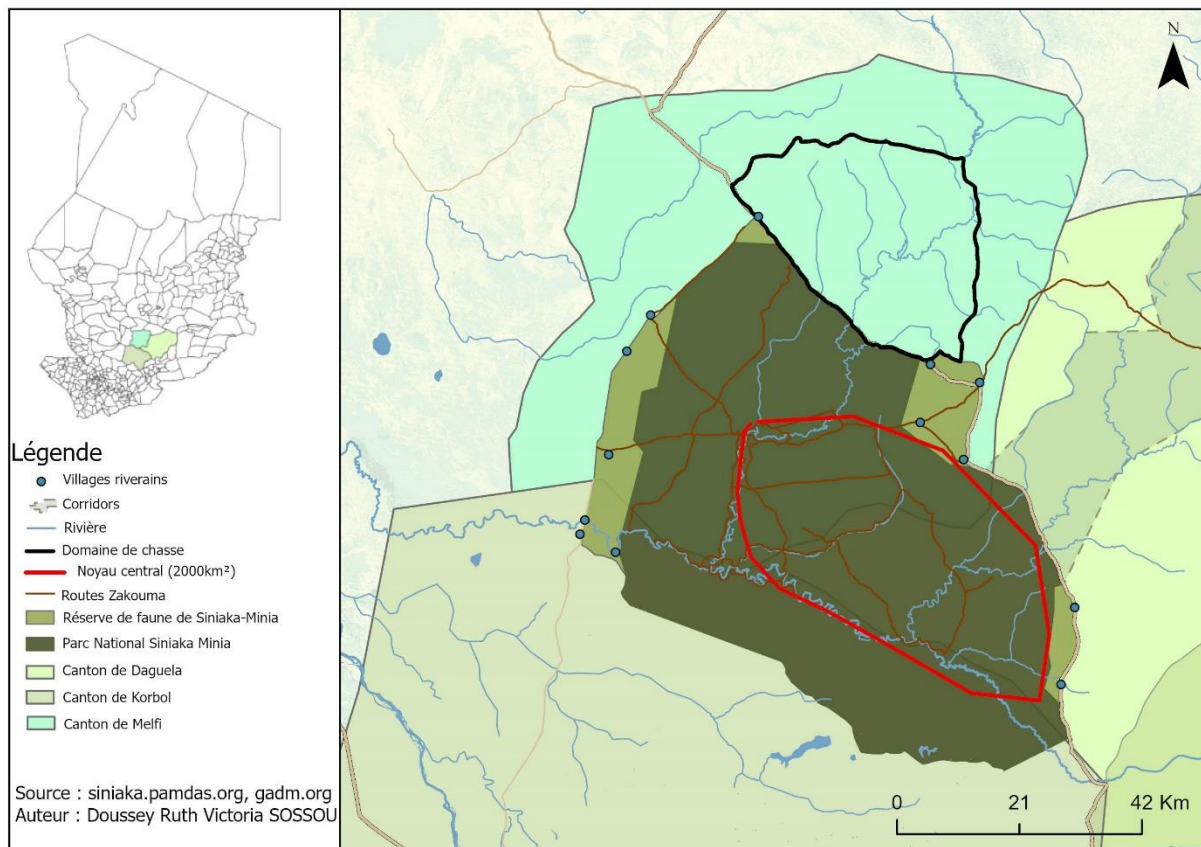 Légende
Villages riverains
Corridors
Rivière
Domaine de chasse
Noyau central (2000km²)
Routes Zakouma
Réserve de faune de Siniaka-Minia
Parc National Siniaka Minia
Canton de Daguela
Canton de Korbol
Canton de Melfi
Source : siniaka.pamdas.org, gadm.org
Auteur : Doussey Ruth Victoria SOSSOU
N
0 21 42 Km